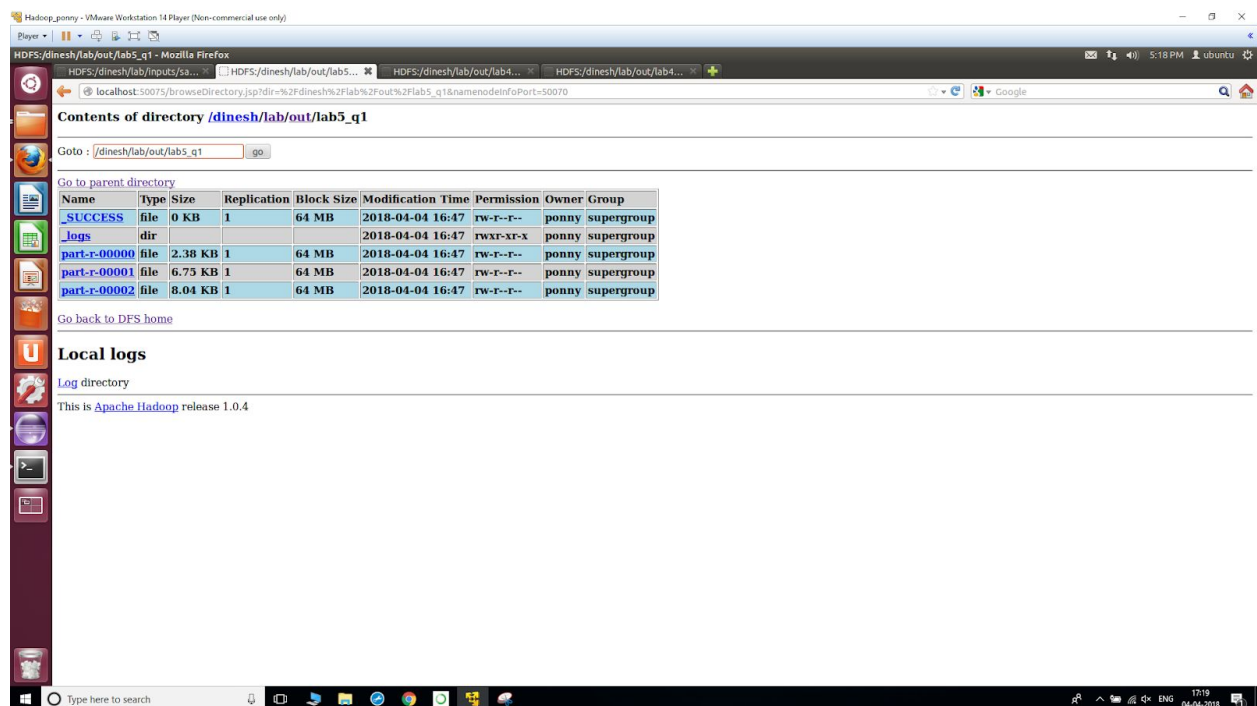 Hadoop_ponny - VMware Workstation 14 Player (Non-commercial use only)
Player
HDFS:/dinesh/lab/out/lab5_q1 - Mozilla Firefox
5:18 PM ubuntu
HDFS:/dinesh/lab/inputs/sa... HDFS:/dinesh/lab/out/lab5... HDFS:/dinesh/lab/out/lab4... HDFS:/dinesh/lab/out/lab4...
localhost:50075/browseDirectory.jsp?dir=%2Fdinesh%2Flab%2Fout%2Flab5_q1&namenodeInfoPort=50070
Google
Contents of directory /dinesh/lab/out/lab5_q1
Goto : /dinesh/lab/out/lab5_q1 go
Go to parent directory
Name Type Size Replication Block Size Modification Time Permission Owner Group
_SUCCESS file 0 KB 1 64 MB 2018-04-04 16:47 rw-r--r-- ponny supergroup
_logs dir 2018-04-04 16:47 rwxr-xr-x ponny supergroup
part-r-00000 file 2.38 KB 1 64 MB 2018-04-04 16:47 rw-r--r-- ponny supergroup
part-r-00001 file 6.75 KB 1 64 MB 2018-04-04 16:47 rw-r--r-- ponny supergroup
part-r-00002 file 8.04 KB 1 64 MB 2018-04-04 16:47 rw-r--r-- ponny supergroup
Go back to DFS home
Local logs
Log directory
This is Apache Hadoop release 1.0.4
Type here to search
ENG
17:19
04-04-2018